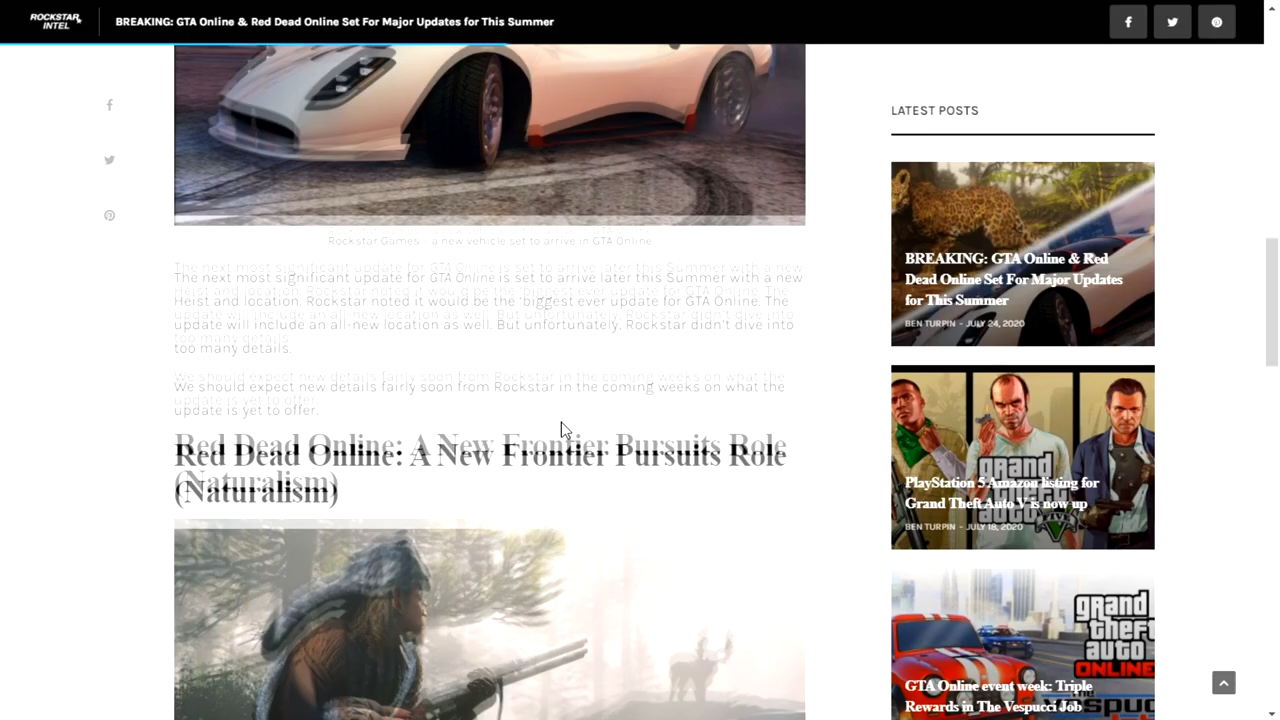 ROCKSTAR
INTEL
BREAKING: GTA Online & Red Dead Online Set For Major Updates for This Summer
Rockstar Games - a new vehicle set to arrive in GTA Online
The next most significant update for GTA Online is set to arrive later this Summer with a new
Heist and location. Rockstar noted it would be the 'biggest ever update for GTA Online. The
update will include an all-new location as well. But unfortunately, Rockstar didn't dive into
too many details.
We should expect new details fairly soon from Rockstar in the coming weeks on what the
update is yet to offer.
Red Dead Online: A New Frontier Pursuits Role
(Naturalism)
LATEST POSTS
BREAKING: GTA Online & Red
Dead Online Set For Major Updates
for This Summer
BEN TURPIN - JULY 24, 2020
grand
theft
auto
PlayStation 5 Amazon listing for
Grand Theft Auto V is now up
BEN TURPIN - JULY 18, 2020
grand
theft
auto
ONLINE
GTA Online event week: Triple
Rewards in The Vespucci Job